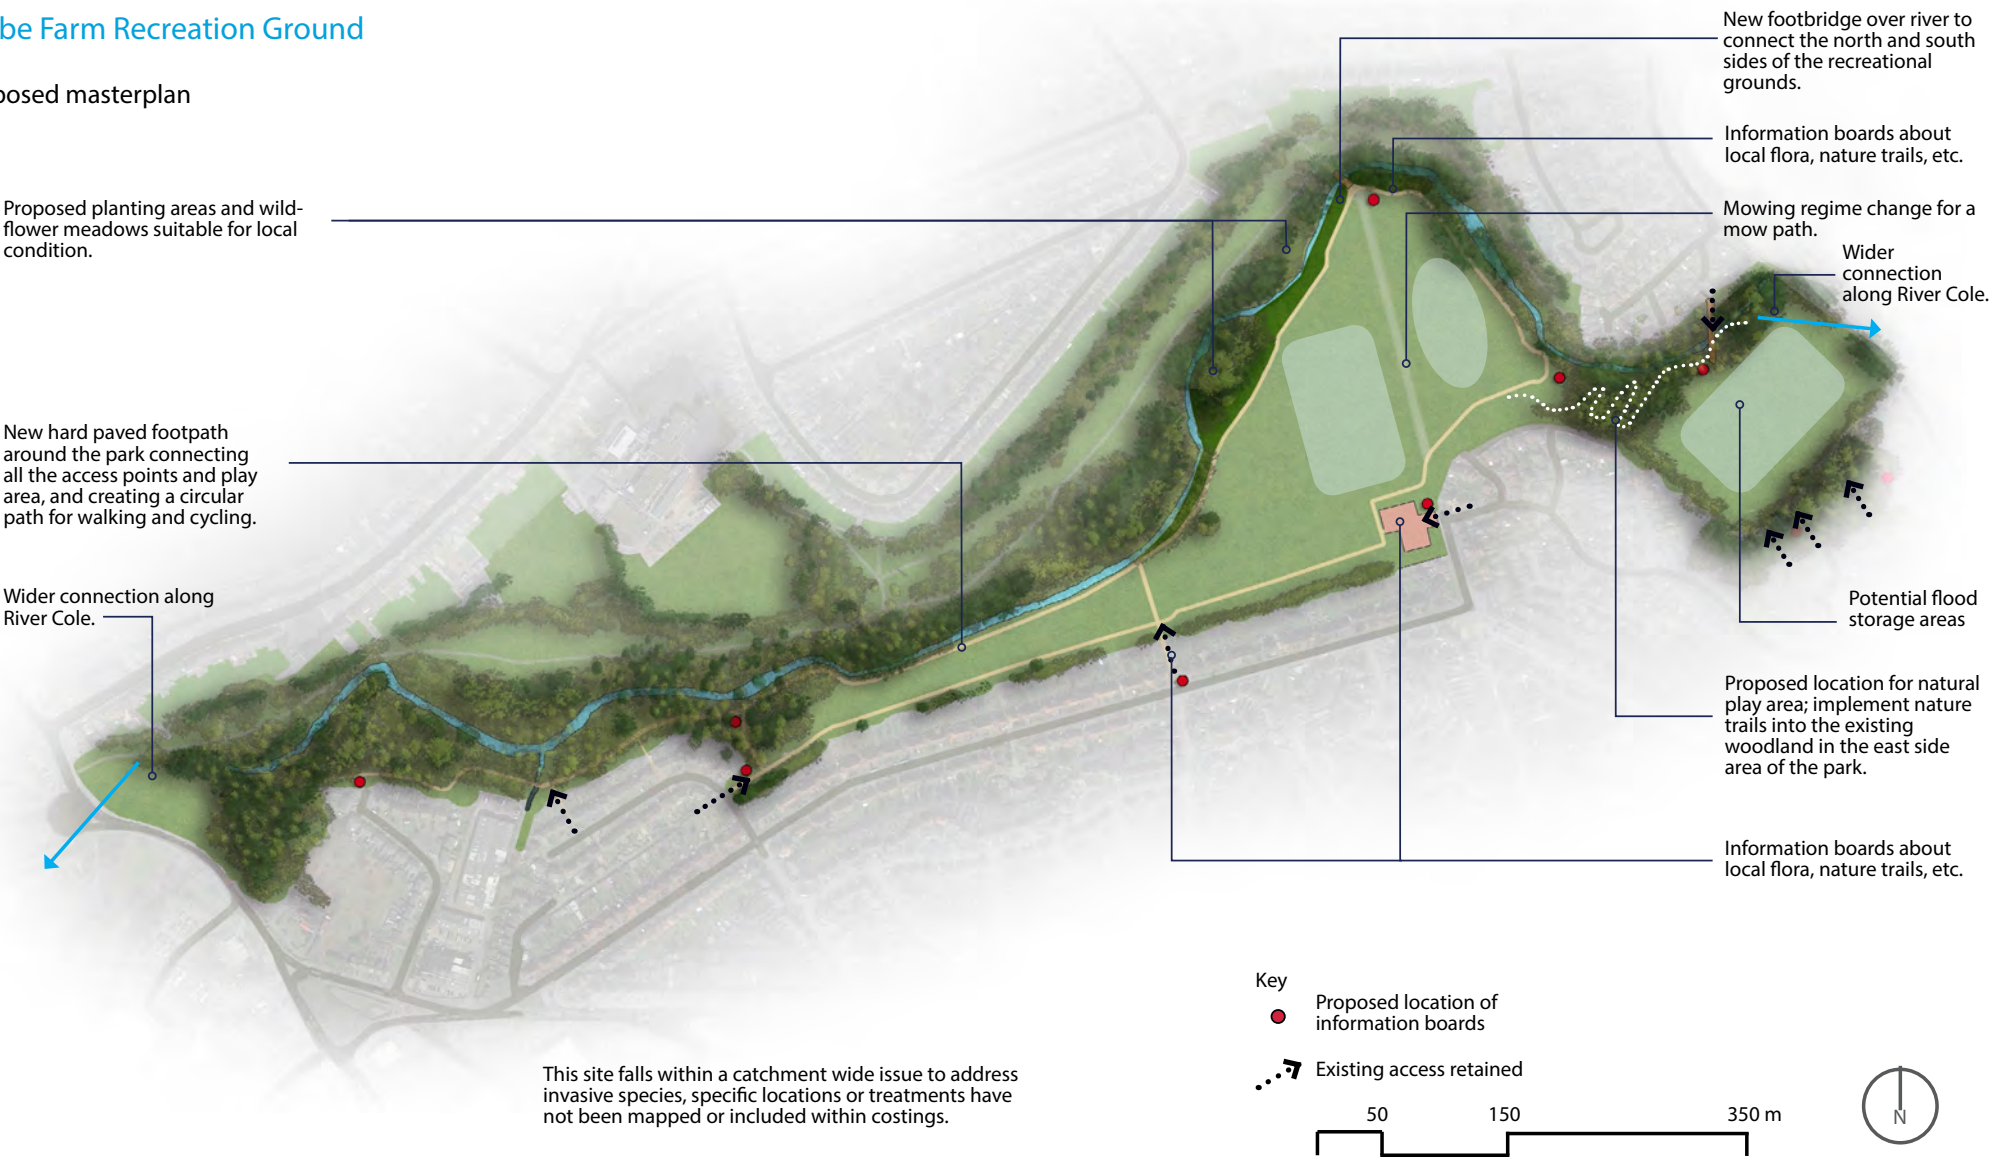 be Farm Recreation Ground
posed masterplan
Proposed planting areas and wild-
flower meadows suitable for local
condition.
New hard paved footpath
around the park connecting
all the access points and play
area, and creating a circular
path for walking and cycling.
Wider connection along
River Cole.
New footbridge over river to
connect the north and south
sides of the recreational
grounds.
Information boards about
local flora, nature trails, etc.
Mowing regime change for a
mow path.
Wider
connection
along River Cole.
Potential flood
storage areas
Proposed location for natural
play area; implement nature
trails into the existing
woodland in the east side
area of the park.
Information boards about
local flora, nature trails, etc.
This site falls within a catchment wide issue to address
invasive species, specific locations or treatments have
not been mapped or included within costings.
Key
Proposed location of
information boards
Existing access retained
50 150 350 m
N